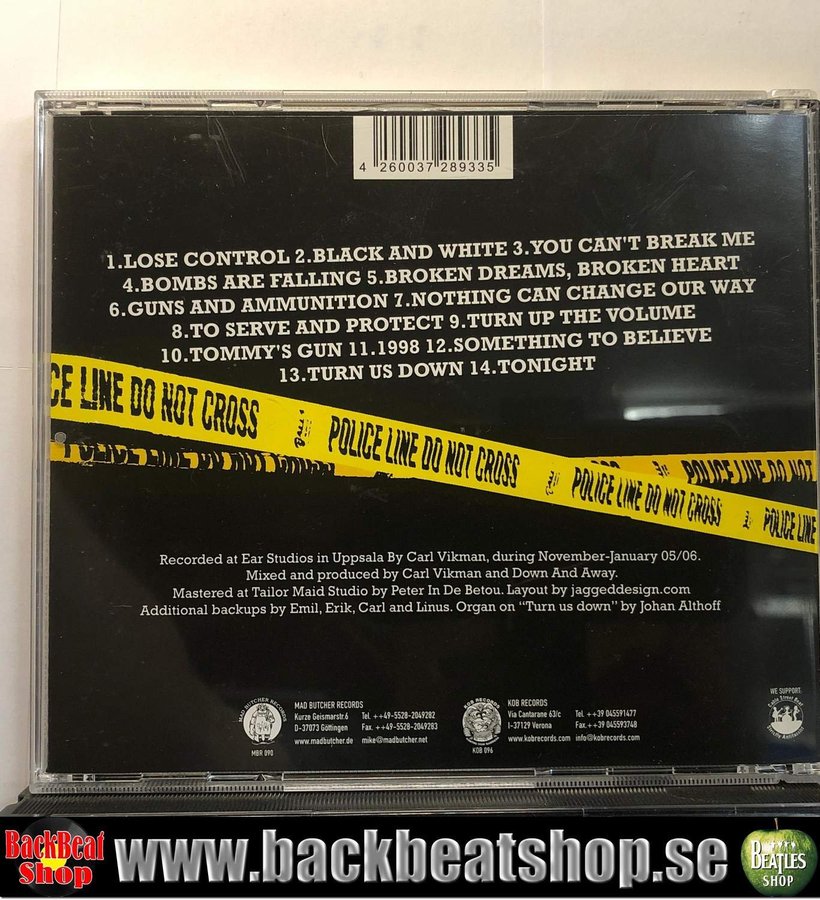 4 260037 289335
1.LOSE CONTROL 2.BLACK AND WHITE 3.YOU CAN'T BREAK ME
4.BOMBS ARE FALLING 5.BROKEN DREAMS, BROKEN HEART
6.GUNS AND AMMUNITION 7.NOTHING CAN CHANGE OUR WAY
8.TO SERVE AND PROTECT 9.TURN UP THE VOLUME
10.TOMMY'S GUN 11.1998 12.SOMETHING TO BELIEVE
13.TURN US DOWN 14.TONIGHT
CE LINE DO NOT CROSS POLICE LINE DO NOT CROSS POLICE LINE DO NOT CROSS POLICE LINE
POLICE LINE DO NOT CROSS
POLICE LINE DO NOT
Recorded at Ear Studios in Uppsala By Carl Vikman, during November-January 05/06.
Mixed and produced by Carl Vikman and Down And Away.
Mastered at Tailor Maid Studio by Peter In De Betou. Layout by jaggeddesign.com
Additional backups by Emil, Erik, Carl and Linus. Organ on “Turn us down” by Johan Althoff
MAD BUTCHER RECORDS
MBR 090
MAD BUTCHER RECORDS
Kurze Geismarstr.6 Tel. ++49-5528-2049282
D-37073 Göttingen Fax. ++49-5528-2049283
www.madbutcher.de mike@madbutcher.net
KOB RECORDS
KOB 096
KOB RECORDS
Via Cantarane 63/c Tel. ++39 045591477
I-37129 Verona Fax.++39 045593748
www.kobrecords.com info@kobrecords.com
WE SUPPORT
BackBeat
Shop
www.backbeatshop.se
BEATLES
SHOP